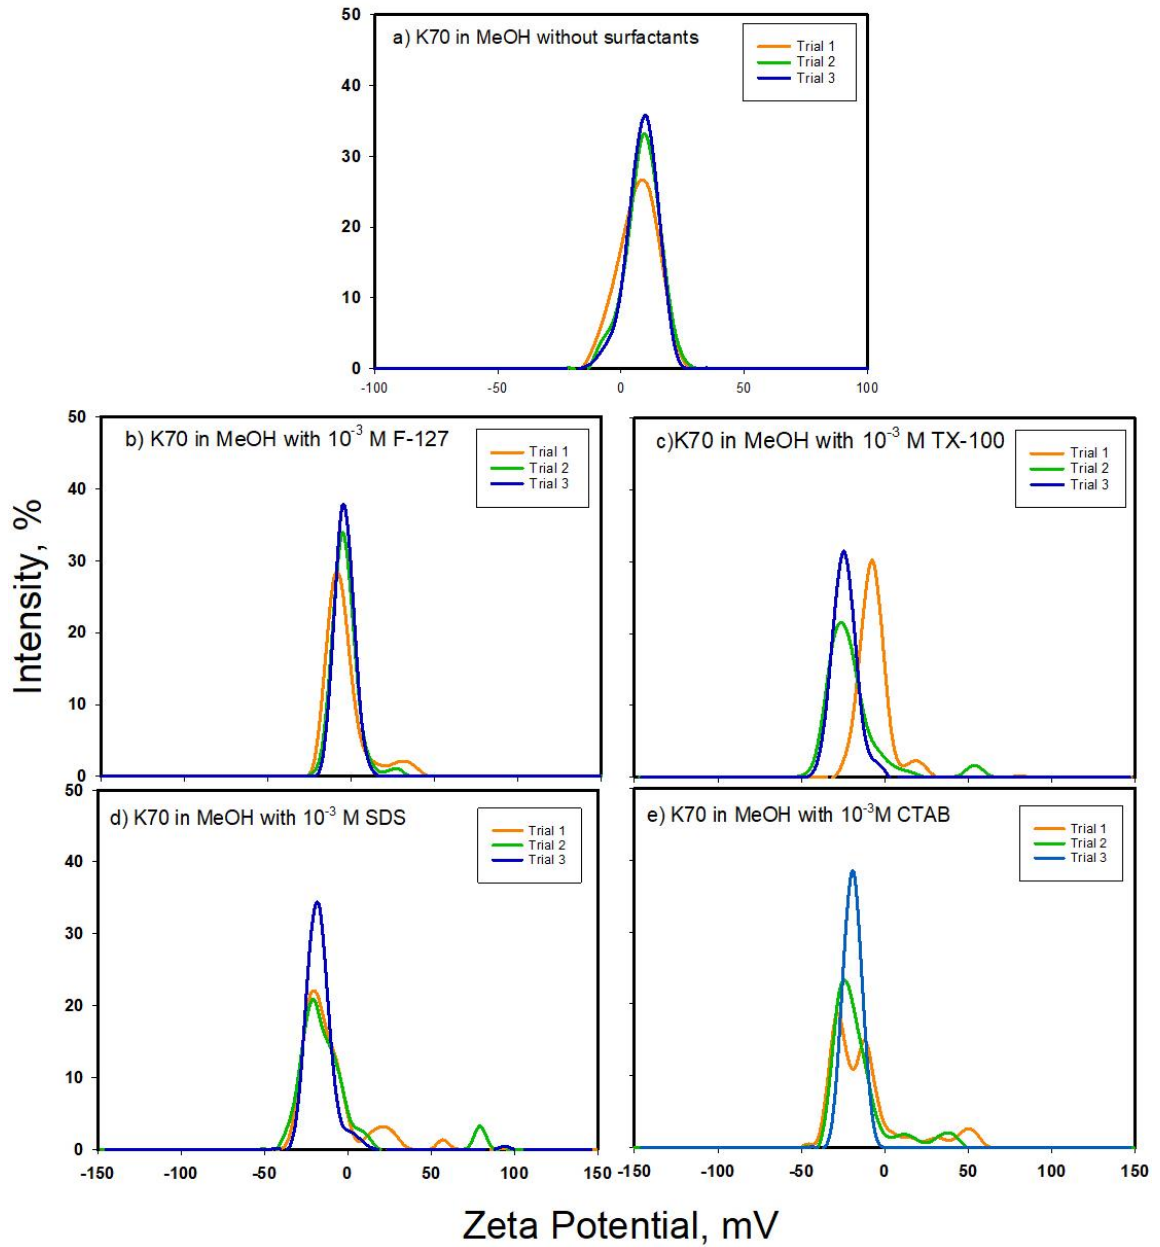 50
a) K70 in MeOH without surfactants
Trial 1
Trial 2
Trial 3
40
30
20
10
0
-100
-50
0
50
100
50
b) K70 in MeOH with 10⁻³ M F-127
Trial 1
Trial 2
Trial 3
40
30
20
10
0
c)K70 in MeOH with 10⁻³ M TX-100
Trial 1
Trial 2
Trial 3
Intensity, %
50
d) K70 in MeOH with 10⁻³ M SDS
Trial 1
Trial 2
Trial 3
40
30
20
10
0
-150
-100
-50
0
50
100
150
e) K70 in MeOH with 10⁻³M CTAB
Trial 1
Trial 2
Trial 3
-150
-100
-50
0
50
100
150
Zeta Potential, mV